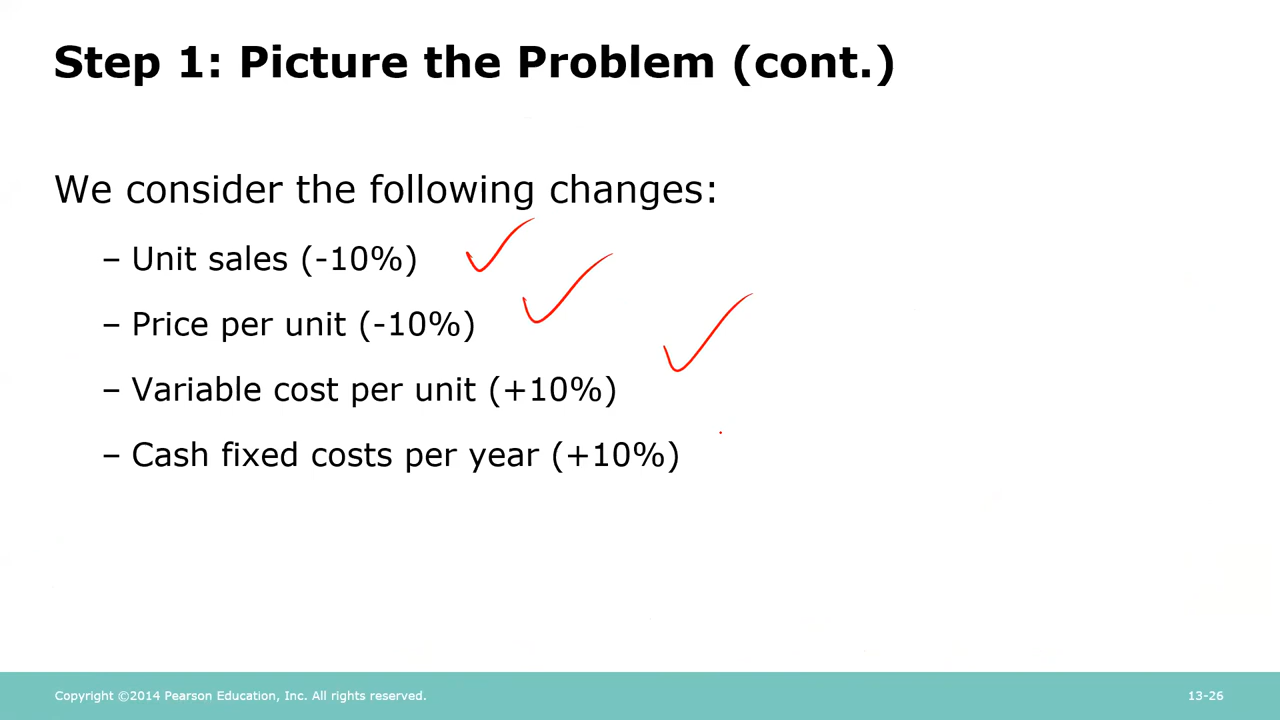 Step 1: Picture the Problem (cont.)
We consider the following changes:
– Unit sales (-10%)
– Price per unit (-10%)
– Variable cost per unit (+10%)
– Cash fixed costs per year (+10%)
Copyright ©2014 Pearson Education, Inc. All rights reserved.
13-26